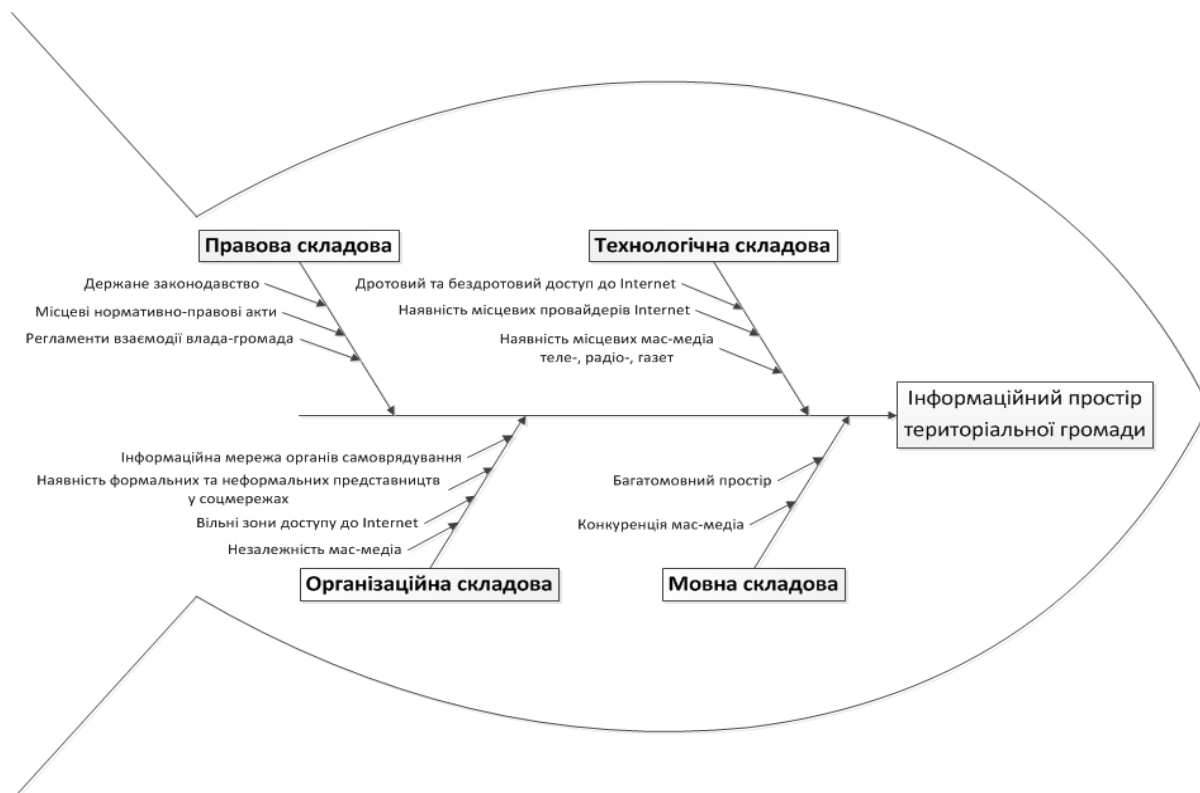 Правова складова
Держане законодавство
Місцеві нормативно-правові акти
Регламенти взаємодії влада-громада
Технологічна складова
Дротовий та бездротовий доступ до Internet
Наявність місцевих провайдерів Internet
Наявність місцевих мас-медіа
теле-, радіо-, газет
Інформаційний простір
територіальної громади
Інформаційна мережа органів самоврядування
Наявність формальних та неформальних представництв
у соцмережах
Вільні зони доступу до Internet
Незалежність мас-медіа
Організаційна складова
Багатомовний простір
Конкуренція мас-медіа
Мовна складова